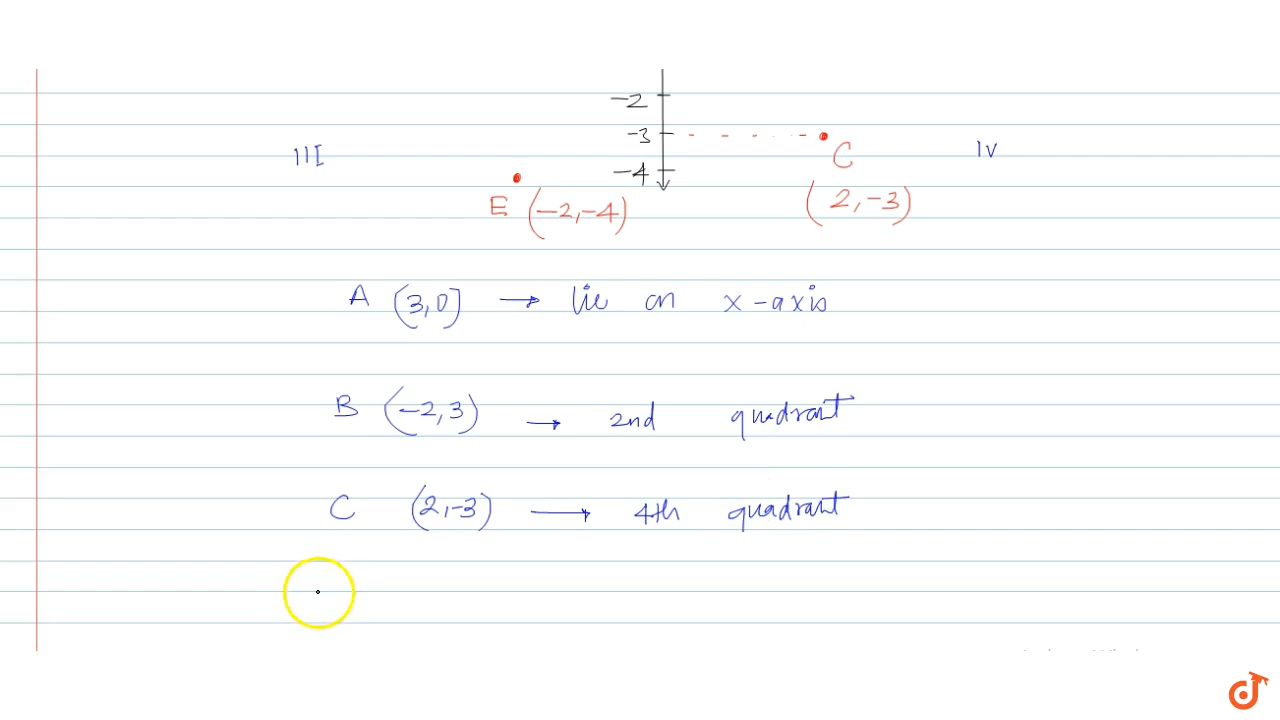 -2
-3
III
IV
C
-4
E (-2,-4)
(2,-3)
A (3,0] → lie on x-axis
B (-2,3) → 2nd quadrant
C (2,-3) → 4th quadrant